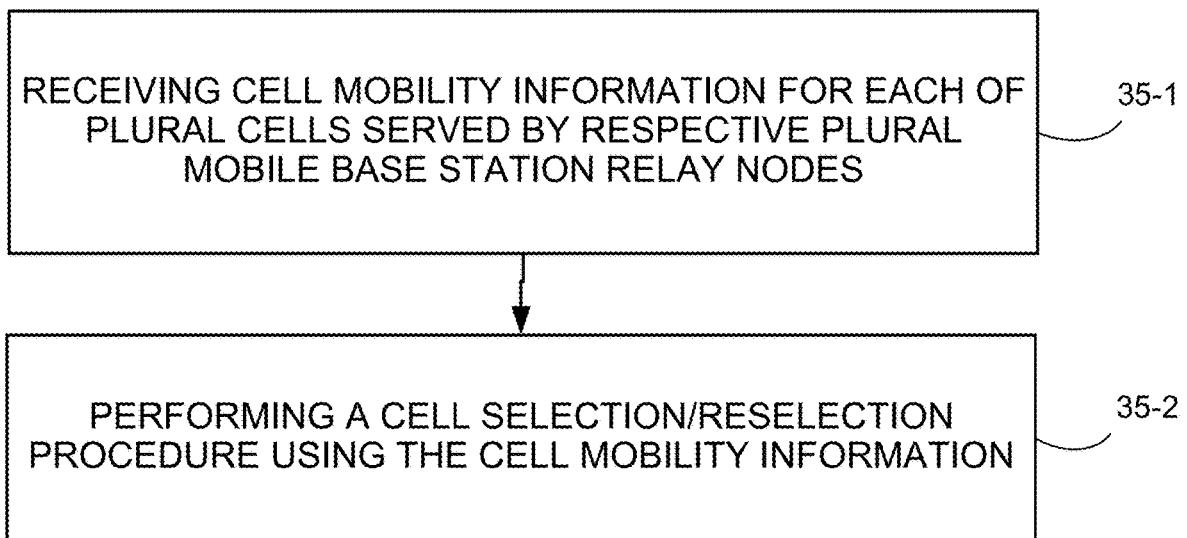 RECEIVING CELL MOBILITY INFORMATION FOR EACH OF
PLURAL CELLS SERVED BY RESPECTIVE PLURAL
MOBILE BASE STATION RELAY NODES
35-1
PERFORMING A CELL SELECTION/RESELECTION
PROCEDURE USING THE CELL MOBILITY INFORMATION
35-2